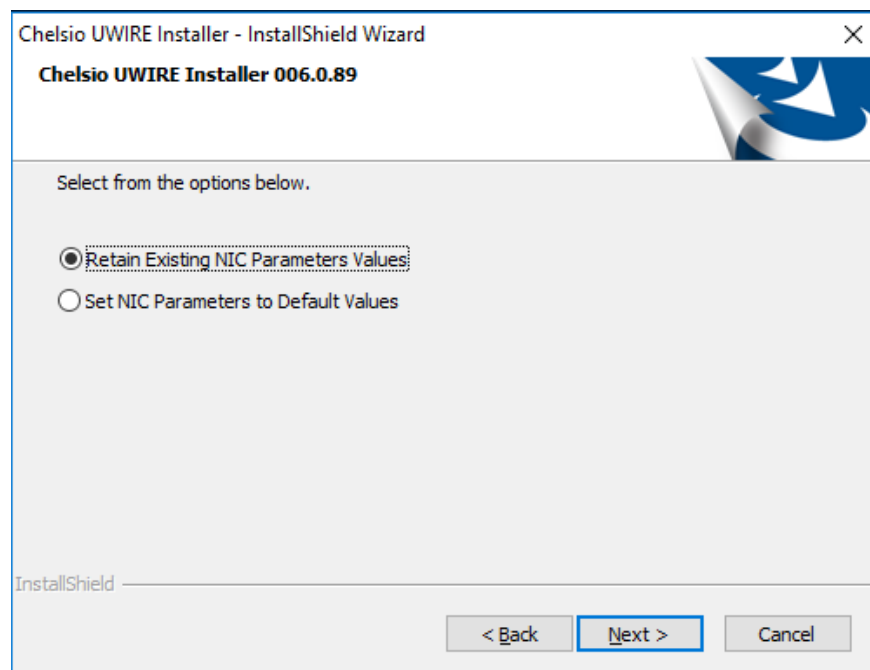 Chelsio UWIRE Installer - InstallShield Wizard
Chelsio UWIRE Installer 006.0.89
Select from the options below.
Retain Existing NIC Parameters Values
Set NIC Parameters to Default Values
InstallShield
< Back Next > Cancel